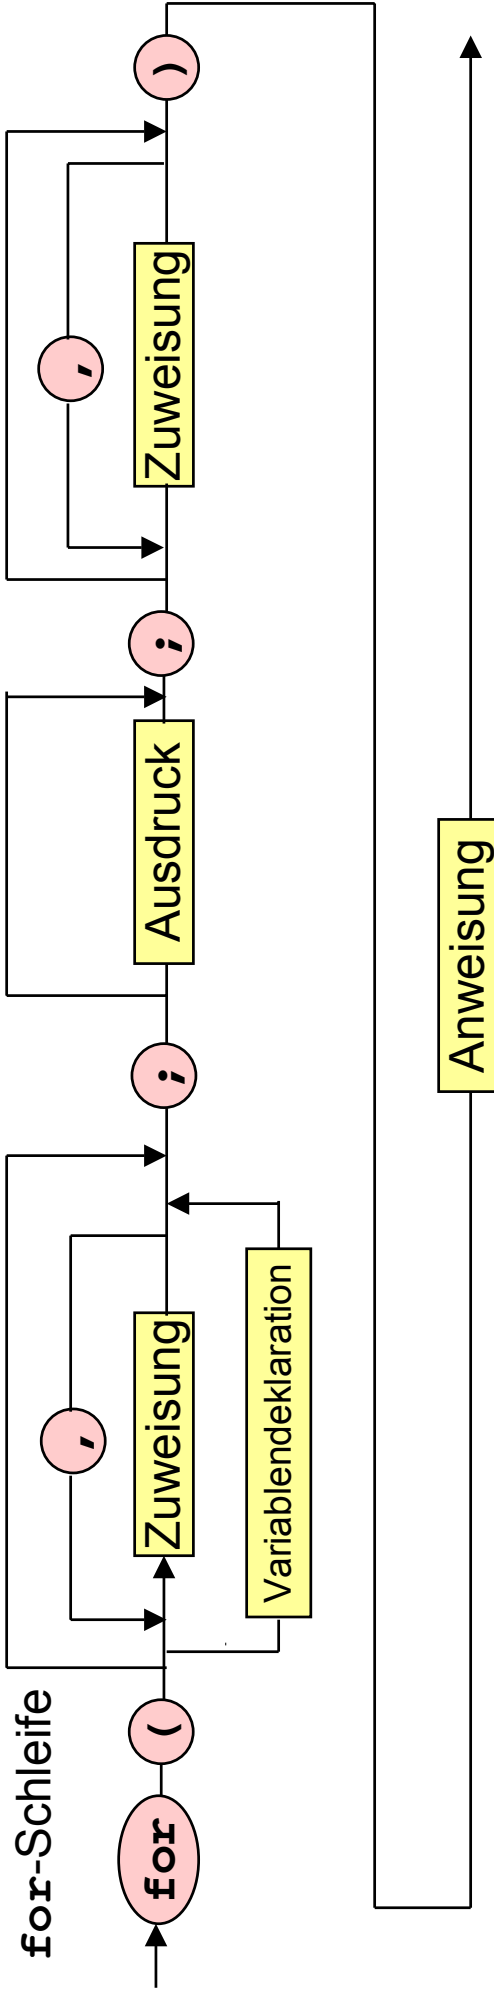 for-Schleife
for ( Zuweisung , Variablendeklaration ; Ausdruck ; Zuweisung , )
Anweisung